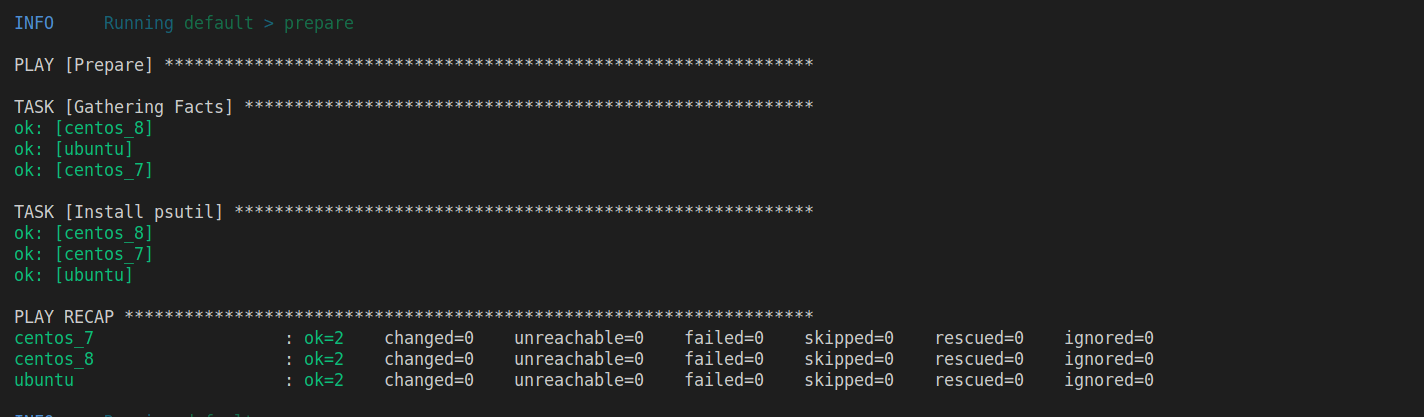 INFO     Running default > prepare
PLAY [Prepare] *****************************************************************
TASK [Gathering Facts] *********************************************************
ok: [centos_8]
ok: [ubuntu]
ok: [centos_7]
TASK [Install psutil] **********************************************************
ok: [centos_8]
ok: [centos_7]
ok: [ubuntu]
PLAY RECAP *********************************************************************
centos_7                   : ok=2    changed=0    unreachable=0    failed=0    skipped=0    rescued=0    ignored=0
centos_8                   : ok=2    changed=0    unreachable=0    failed=0    skipped=0    rescued=0    ignored=0
ubuntu                     : ok=2    changed=0    unreachable=0    failed=0    skipped=0    rescued=0    ignored=0
INFO     Running default